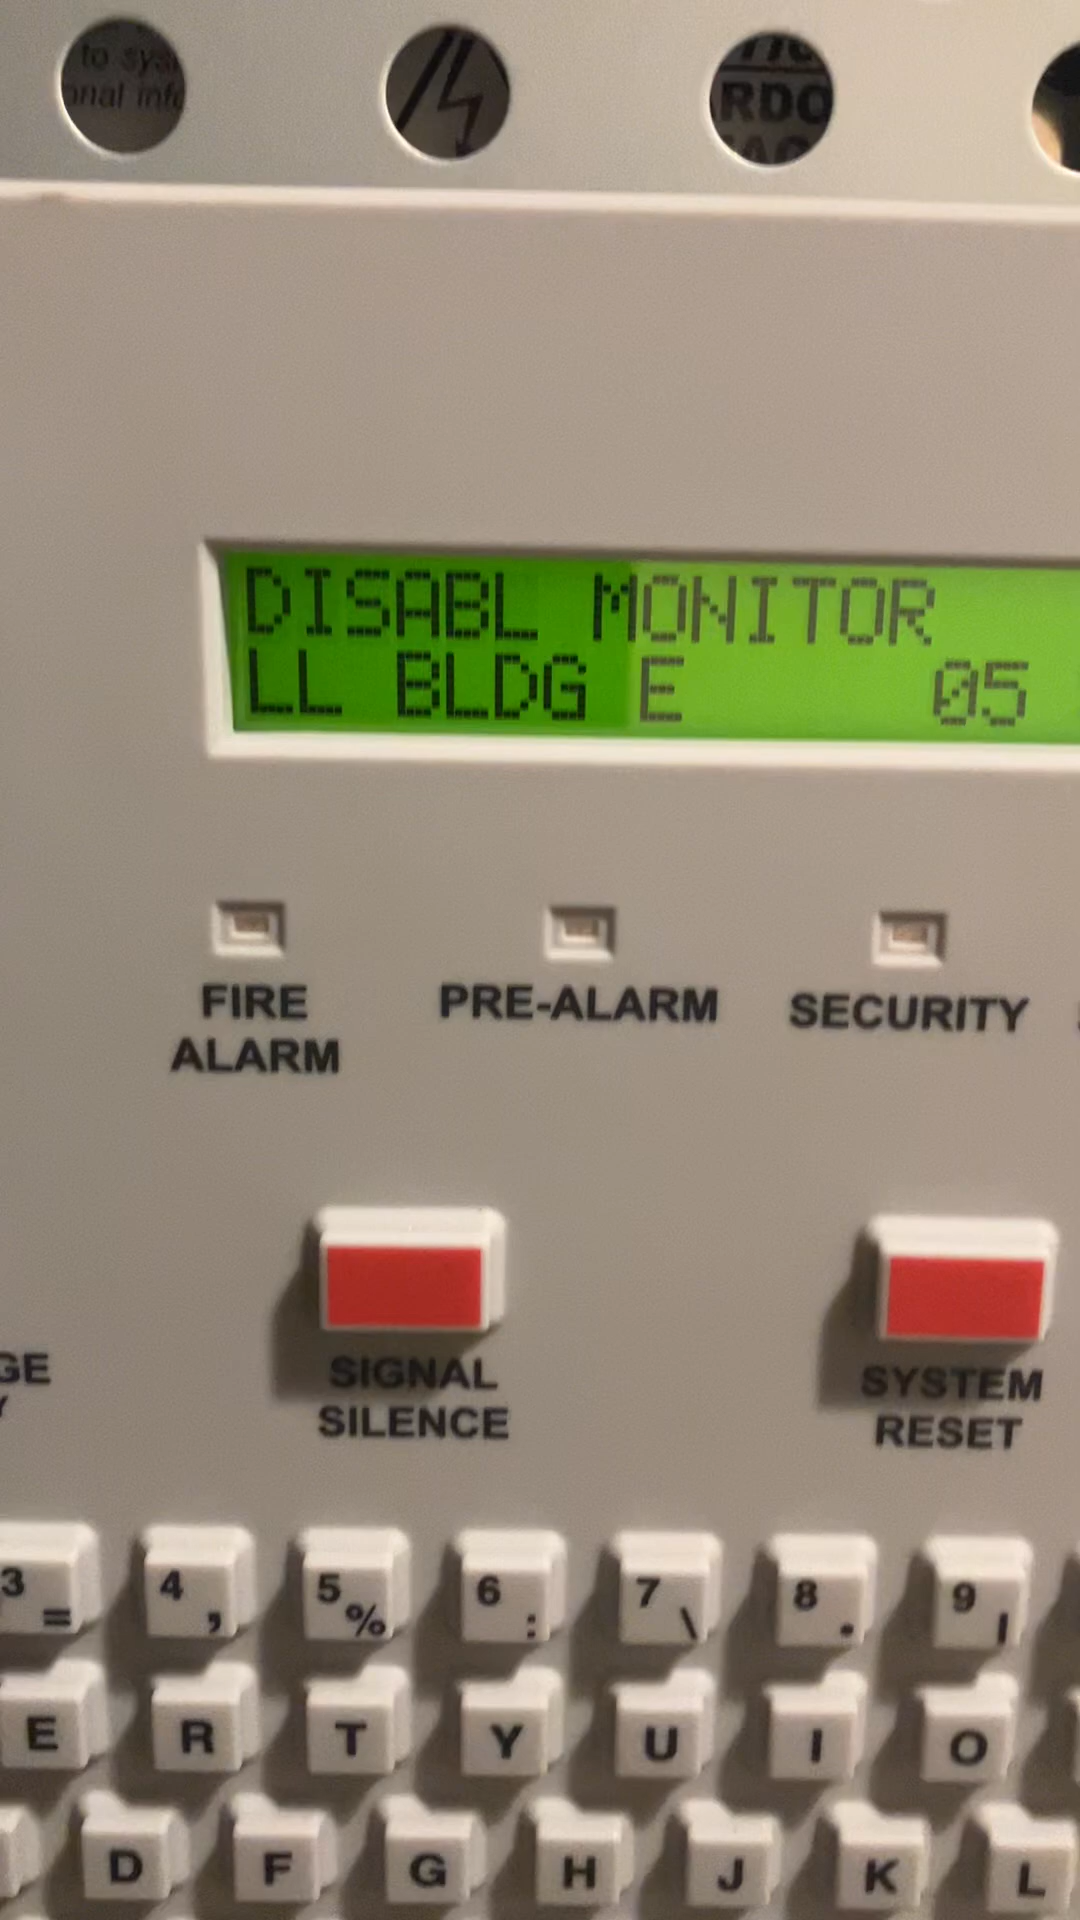 to sys
onal info
RDO
DISABL MONITOR
LL BLDG E 05
FIRE
ALARM
PRE-ALARM
SECURITY
GE
Y
SIGNAL
SILENCE
SYSTEM
RESET
3 = 4 , 5 % 6 : 7 \ 8 . 9 |
E R T Y U I O
D F G H J K L